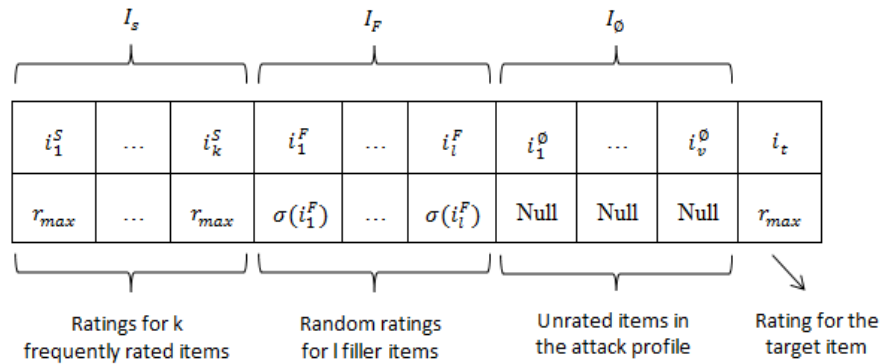 I_s I_F I_∅
i_1^S … i_k^S i_1^F … i_l^F i_1^∅ … i_v^∅ i_t
r_max … r_max σ(i_1^F) … σ(i_l^F) Null Null Null r_max
Ratings for k
frequently rated items
Random ratings
for l filler items
Unrated items in
the attack profile
Rating for the
target item